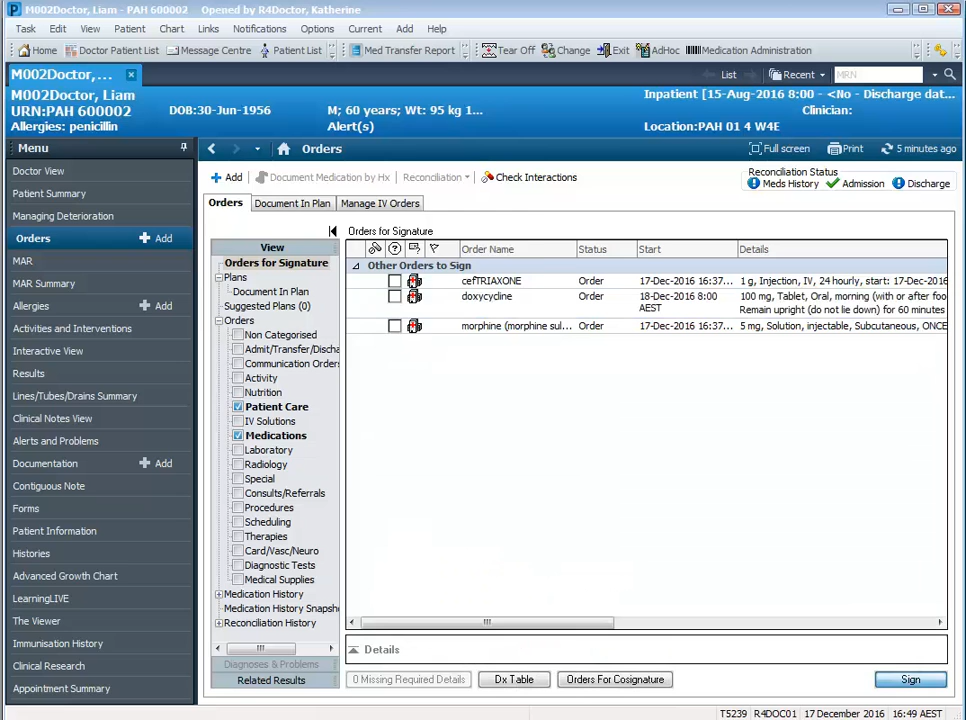 M002Doctor, Liam - PAH 600002    Opened by R4Doctor, Katherine
Task Edit View Patient Chart Links Notifications Options Current Add Help
Home Doctor Patient List Message Centre Patient List Med Transfer Report Tear Off Change Exit AdHoc Medication Administration
M002Doctor,... List Recent MRN
M002Doctor, Liam Inpatient [15-Aug-2016 8:00 - <No - Discharge dat...
URN:PAH 600002 DOB:30-Jun-1956 M; 60 years; Wt: 95 kg 1... Clinician:
Allergies: penicillin Alert(s) Location:PAH 01 4 W4E
Menu
Doctor View
Patient Summary
Managing Deterioration
Orders Add
MAR
MAR Summary
Allergies Add
Activities and Interventions
Interactive View
Results
Lines/Tubes/Drains Summary
Clinical Notes View
Alerts and Problems
Documentation Add
Contiguous Note
Forms
Patient Information
Histories
Advanced Growth Chart
LearningLIVE
The Viewer
Immunisation History
Clinical Research
Appointment Summary
Orders Full screen Print 5 minutes ago
Add Document Medication by Hx Reconciliation Check Interactions
Reconciliation Status
Meds History Admission Discharge
Orders Document In Plan Manage IV Orders
View
Orders for Signature
Plans
Document In Plan
Suggested Plans (0)
Orders
Non Categorised
Admit/Transfer/Discha
Communication Orders
Activity
Nutrition
Patient Care
IV Solutions
Medications
Laboratory
Radiology
Special
Consults/Referrals
Procedures
Scheduling
Therapies
Card/Vasc/Neuro
Diagnostic Tests
Medical Supplies
Medication History
Medication History Snapsh
Reconciliation History
Diagnoses & Problems
Related Results
Orders for Signature
Order Name Status Start Details
Other Orders to Sign
cefTRIAXONE Order 17-Dec-2016 16:37... 1 g, Injection, IV, 24 hourly, start: 17-Dec-2016
doxycycline Order 18-Dec-2016 8:00 100 mg, Tablet, Oral, morning (with or after foo
AEST Remain upright (do not lie down) for 60 minutes
morphine (morphine sul... Order 17-Dec-2016 16:37... 5 mg, Solution, injectable, Subcutaneous, ONCE
Details
0 Missing Required Details Dx Table Orders For Cosignature Sign
T5239 R4DOC01 17 December 2016 16:49 AEST